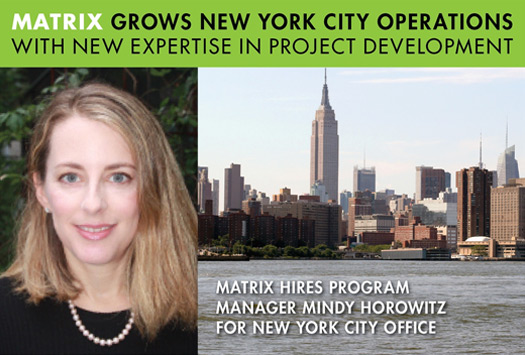 MATRIX GROWS NEW YORK CITY OPERATIONS
WITH NEW EXPERTISE IN PROJECT DEVELOPMENT
MATRIX HIRES PROGRAM
MANAGER MINDY HOROWITZ
FOR NEW YORK CITY OFFICE